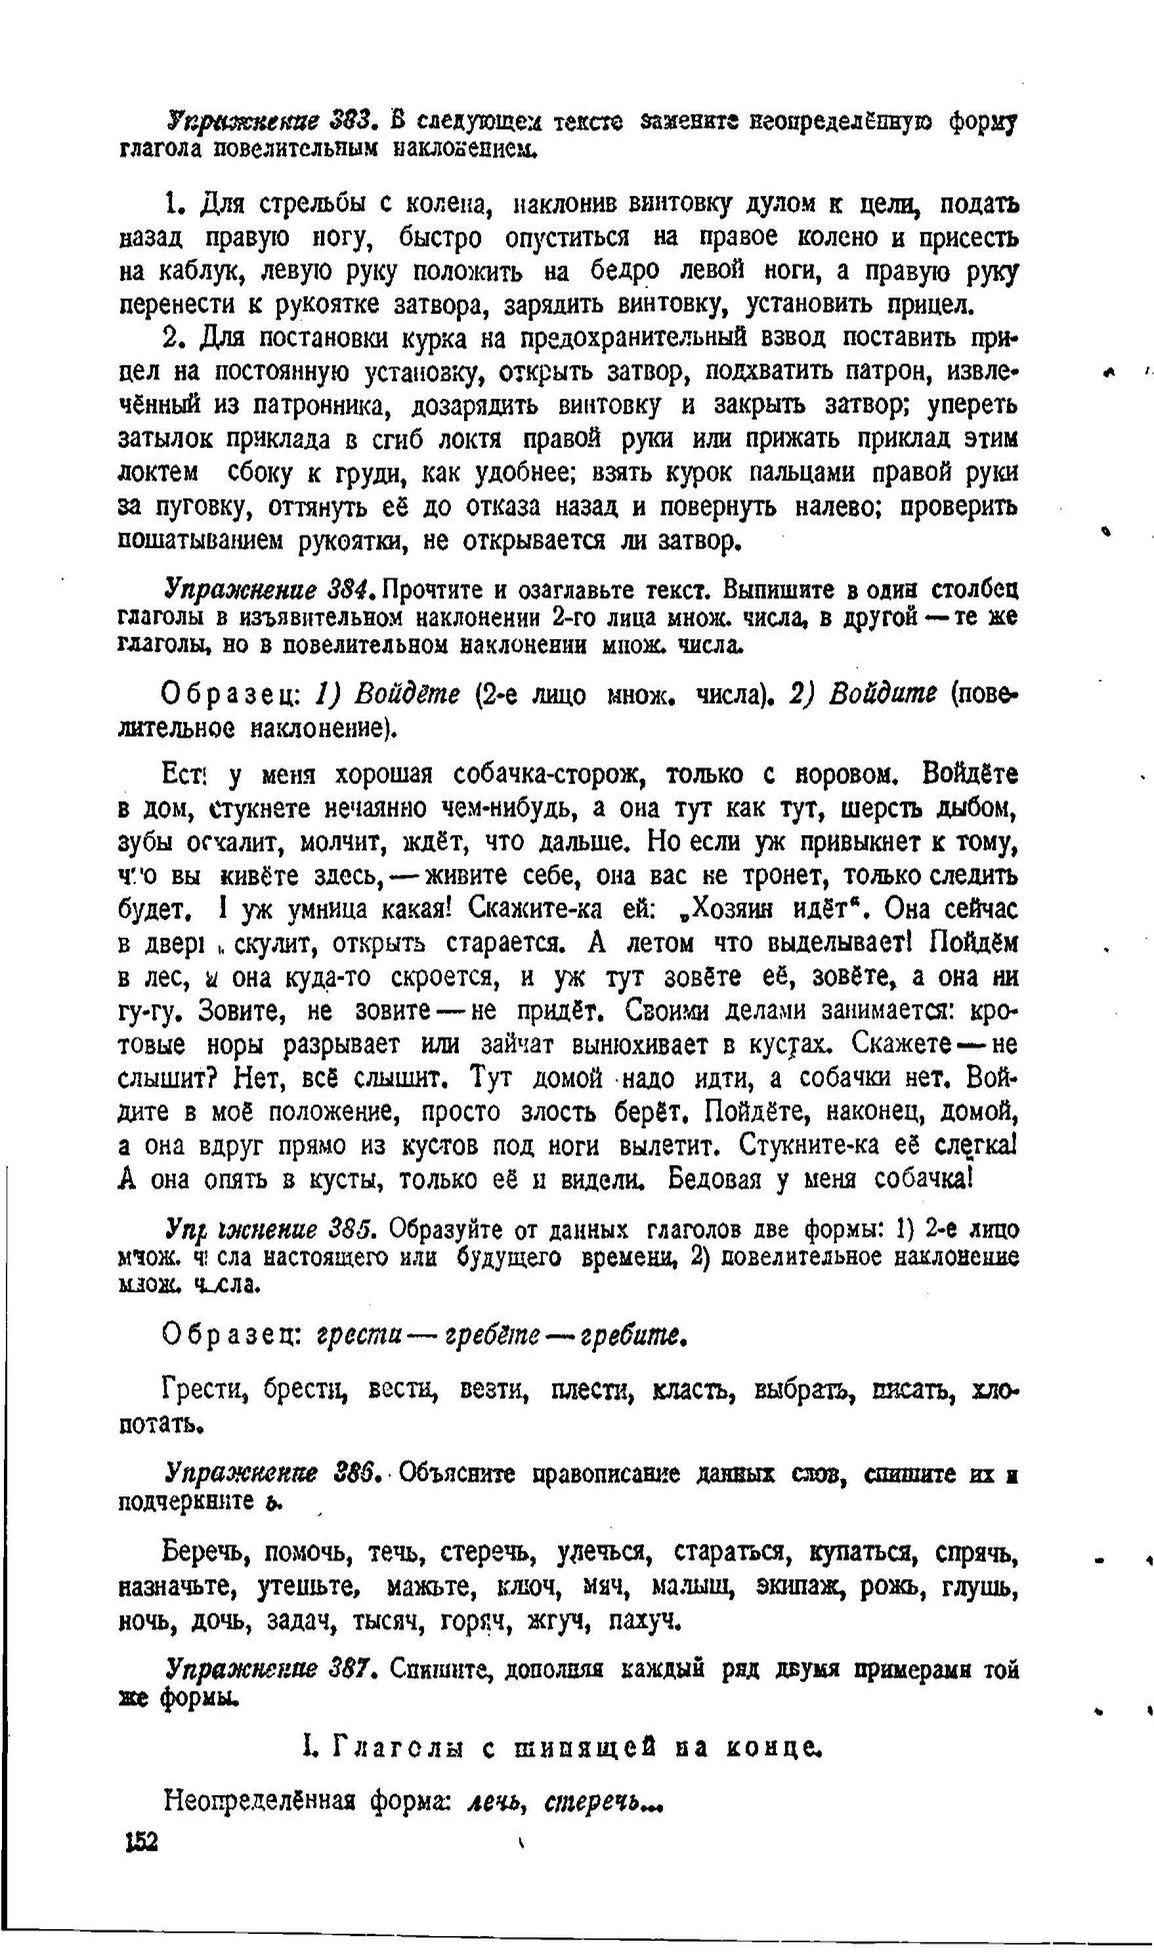 Упражнение 383. В следующем тексте замените неопределённую форму
глагола повелительным наклонением.
1. Для стрельбы с колена, наклонив винтовку дулом к цели, подать
назад правую ногу, быстро опуститься на правое колено и присесть
на каблук, левую руку положить на бедро левой ноги, а правую руку
перенести к рукоятке затвора, зарядить винтовку, установить прицел.
2. Для постановки курка на предохранительный взвод поставить при-
цел на постоянную установку, открыть затвор, подхватить патрон, извле-
чённый из патронника, дозарядить винтовку и закрыть затвор; упереть
затылок приклада в сгиб локтя правой руки или прижать приклад этим
локтем сбоку к груди, как удобнее; взять курок пальцами правой руки
за пуговку, оттянуть её до отказа назад и повернуть налево; проверить
пошатыванием рукоятки, не открывается ли затвор.
Упражнение 384. Прочтите и озаглавьте текст. Выпишите в один столбец
глаголы в изъявительном наклонении 2-го лица множ. числа, в другой — те же
глаголы, но в повелительном наклонении множ. числа.
Образец: 1) Войдёте (2-е лицо множ. числа). 2) Войдите (пове-
лительное наклонение).
Есть у меня хорошая собачка-сторож, только с норовом. Войдёте
в дом, стукнете нечаянно чем-нибудь, а она тут как тут, шерсть дыбом,
зубы оскалит, молчит, ждёт, что дальше. Но если уж привыкнет к тому,
что вы живёте здесь, — живите себе, она вас не тронет, только следить
будет. И уж умница какая! Скажите-ка ей: „Хозяин идёт“. Она сейчас
в двери, скулит, открыть старается. А летом что выделывает! Пойдём
в лес, и она куда-то скроется, и уж тут зовёте её, зовёте, а она ни
гу-гу. Зовите, не зовите — не придёт. Своими делами занимается: кро-
товые норы разрывает или зайчат вынюхивает в кустах. Скажете — не
слышит? Нет, всё слышит. Тут домой надо идти, а собачки нет. Вой-
дите в моё положение, просто злость берёт. Пойдёте, наконец, домой,
а она вдруг прямо из кустов под ноги вылетит. Стукните-ка её слегка!
А она опять в кусты, только её и видели. Бедовая у меня собачка!
Упражнение 385. Образуйте от данных глаголов две формы: 1) 2-е лицо
множ. числа настоящего или будущего времени, 2) повелительное наклонение
множ. числа.
Образец: грести — гребёте — гребите.
Грести, брести, вести, везти, плести, класть, выбрать, писать, хло-
потать.
Упражнение 386. Объясните правописание данных слов, спишите их и
подчеркните ь.
Беречь, помочь, течь, стеречь, улечься, стараться, купаться, спрячь,
назначьте, утешьте, мажьте, ключ, мяч, малыш, экипаж, рожь, глушь,
ночь, дочь, задач, тысяч, горяч, жгуч, пахуч.
Упражнение 387. Спишите, дополняя каждый ряд двумя примерами той
же формы.
I. Глаголы с шипящей на конце.
Неопределённая форма: лечь, стеречь...
152